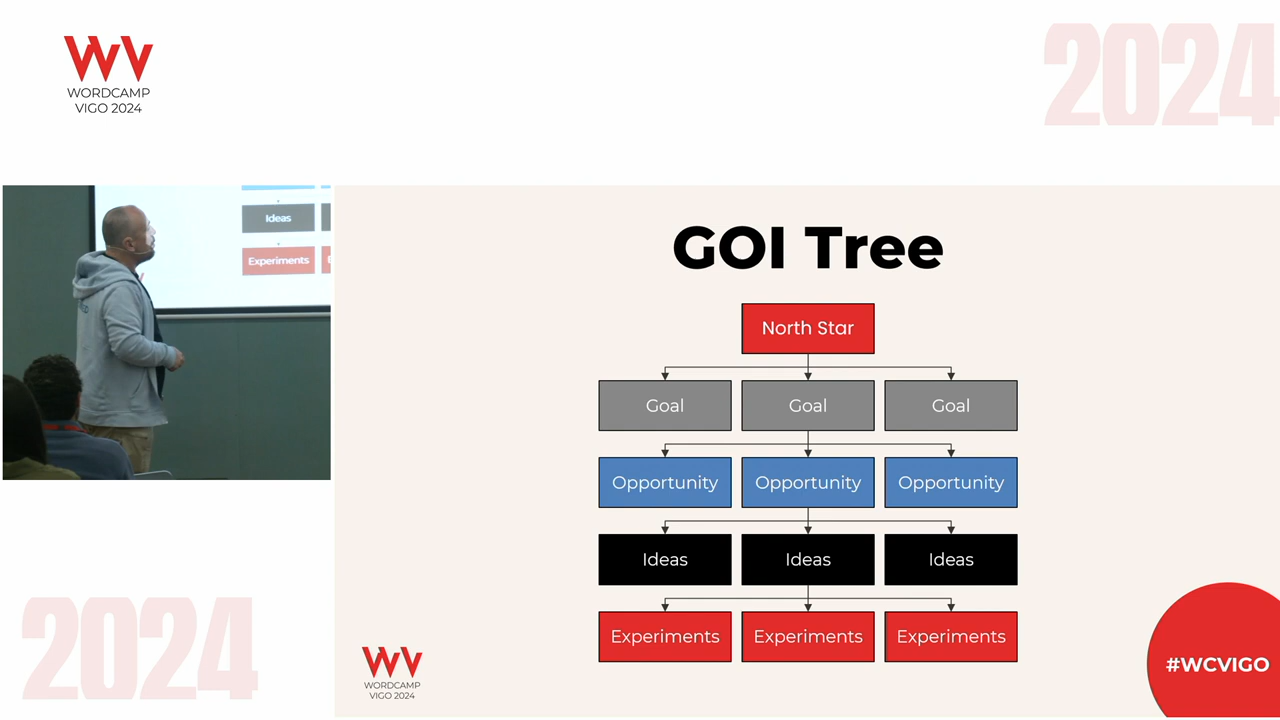 WORDCAMP
VIGO 2024
2024
Ideas
Experiments
GOI Tree
North Star
Goal Goal Goal
Opportunity Opportunity Opportunity
Ideas Ideas Ideas
Experiments Experiments Experiments
2024
WORDCAMP
VIGO 2024
#WCVIGO